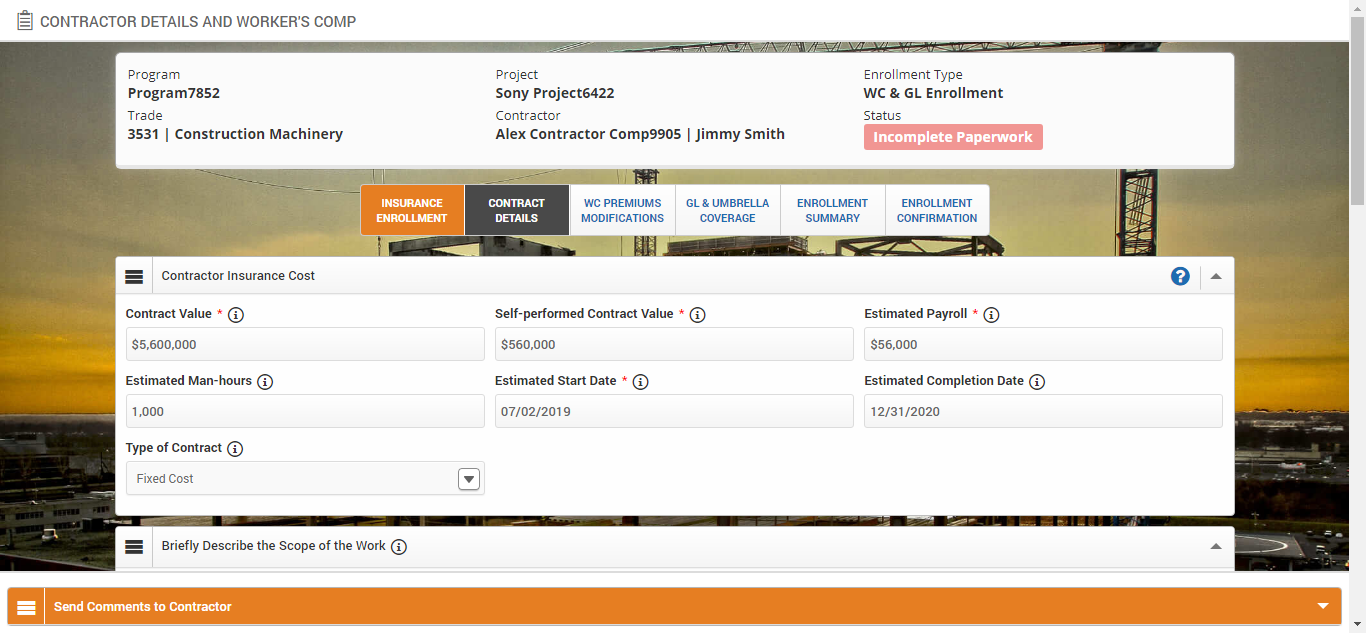 CONTRACTOR DETAILS AND WORKER'S COMP
Program
Program7852
Project
Sony Project6422
Enrollment Type
WC & GL Enrollment
Trade
3531 | Construction Machinery
Contractor
Alex Contractor Comp9905 | Jimmy Smith
Status
Incomplete Paperwork
INSURANCE
ENROLLMENT
CONTRACT
DETAILS
WC PREMIUMS
MODIFICATIONS
GL & UMBRELLA
COVERAGE
ENROLLMENT
SUMMARY
ENROLLMENT
CONFIRMATION
Contractor Insurance Cost
?
Contract Value *
$5,600,000
Self-performed Contract Value *
$560,000
Estimated Payroll *
$56,000
Estimated Man-hours
1,000
Estimated Start Date *
07/02/2019
Estimated Completion Date
12/31/2020
Type of Contract
Fixed Cost
Briefly Describe the Scope of the Work
Send Comments to Contractor